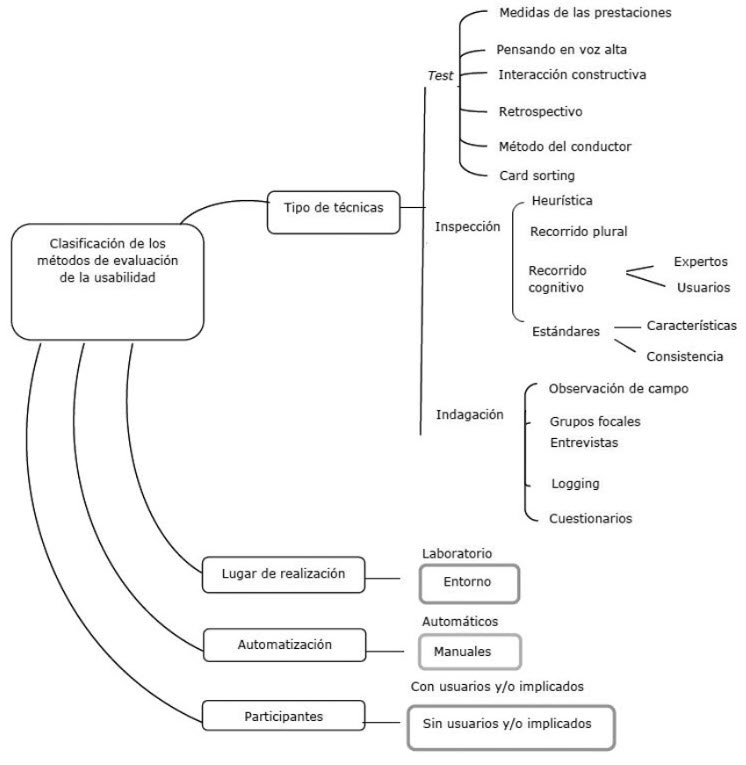 Clasificación de los
métodos de evaluación
de la usabilidad
Tipo de técnicas
Test
Medidas de las prestaciones
Pensando en voz alta
Interacción constructiva
Retrospectivo
Método del conductor
Card sorting
Inspección
Heurística
Recorrido plural
Recorrido
cognitivo
Expertos
Usuarios
Estándares
Características
Consistencia
Indagación
Observación de campo
Grupos focales
Entrevistas
Logging
Cuestionarios
Lugar de realización
Laboratorio
Entorno
Automatización
Automáticos
Manuales
Participantes
Con usuarios y/o implicados
Sin usuarios y/o implicados